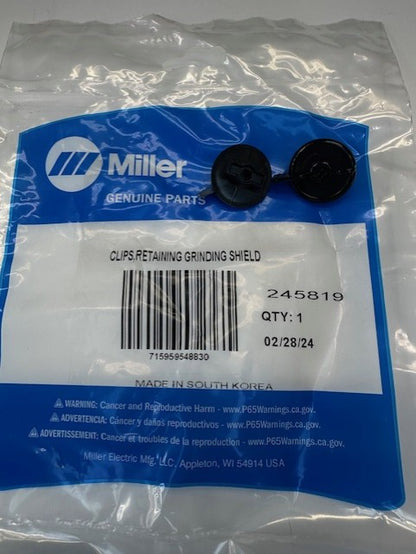 Miller
GENUINE PARTS
CLIPS,RETAINING GRINDING SHIELD
245819
QTY: 1
715959548830
02/28/24
MADE IN SOUTH KOREA
WARNING: Cancer and Reproductive Harm - www.P65Warnings.ca.gov.
ADVERTENCIA: Cancer y daños reproductivos - www.P65Warnings.ca.gov.
AVERTISSEMENT: Cancer et troubles de la reproduction - www.P65Warnings.ca.gov.
Miller Electric Mfg. LLC, Appleton, WI 54914 USA